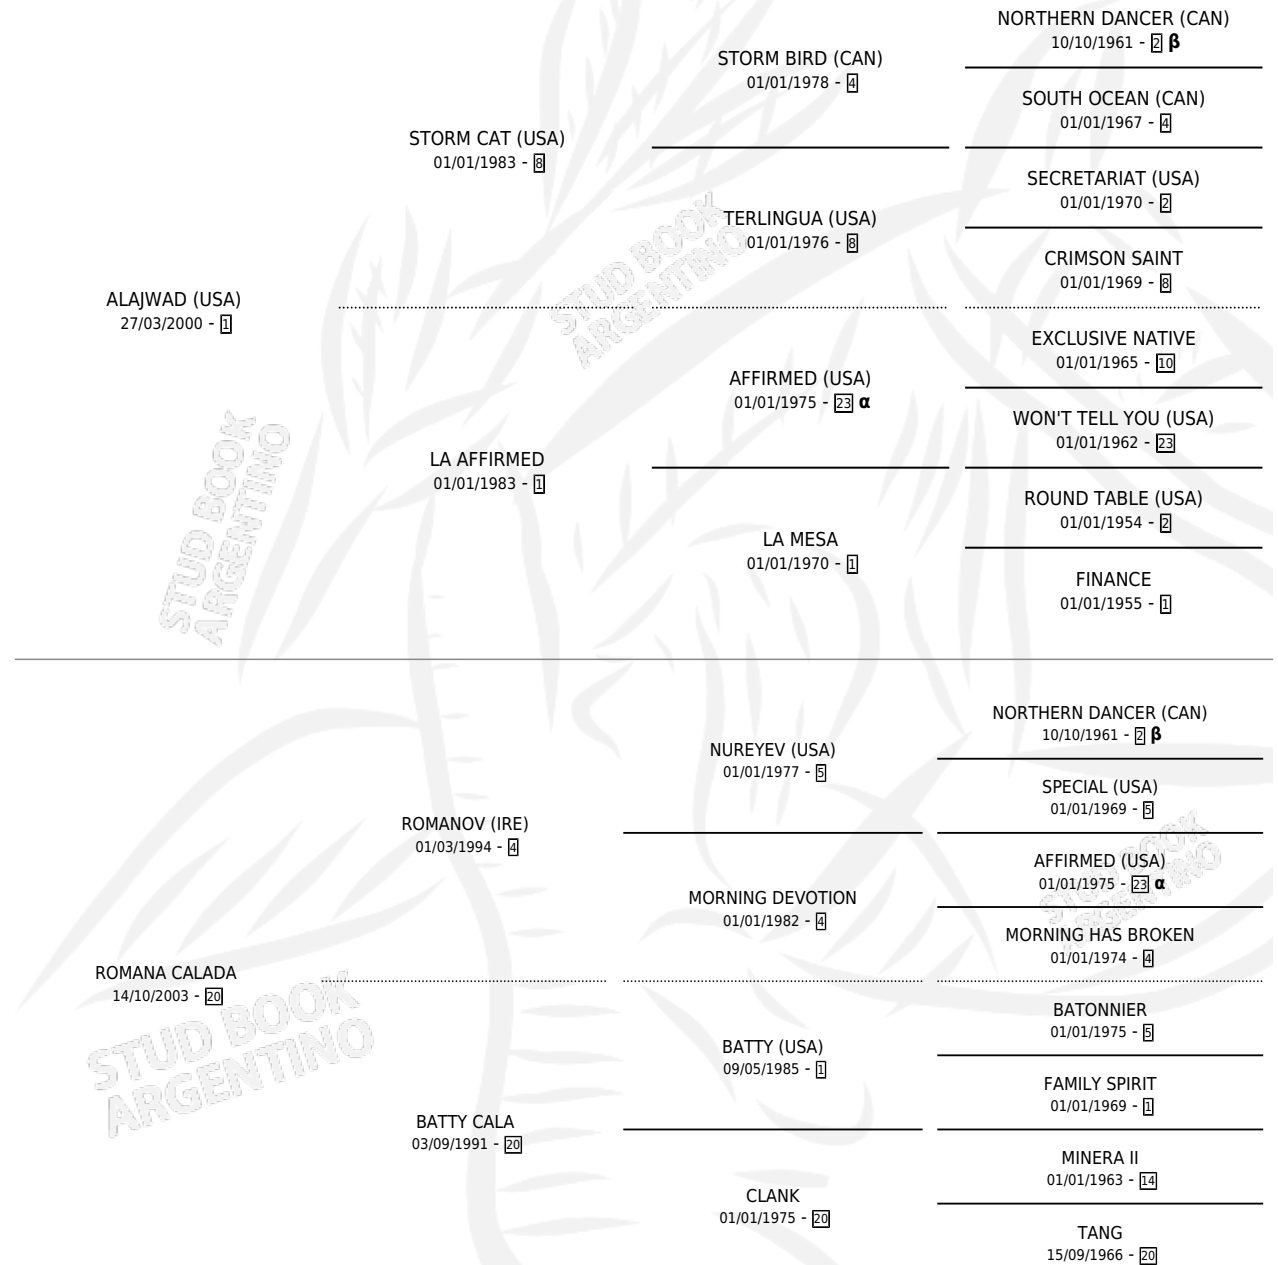 NORTHERN DANCER (CAN)
10/10/1961 - 2 β
STORM BIRD (CAN)
01/01/1978 - 4
SOUTH OCEAN (CAN)
01/01/1967 - 4
STORM CAT (USA)
01/01/1983 - 8
SECRETARIAT (USA)
01/01/1970 - 2
TERLINGUA (USA)
01/01/1976 - 8
CRIMSON SAINT
01/01/1969 - 8
ALAJWAD (USA)
27/03/2000 - 1
EXCLUSIVE NATIVE
01/01/1965 - 10
AFFIRMED (USA)
01/01/1975 - 23 α
WON'T TELL YOU (USA)
01/01/1962 - 23
LA AFFIRMED
01/01/1983 - 1
ROUND TABLE (USA)
01/01/1954 - 2
LA MESA
01/01/1970 - 1
FINANCE
01/01/1955 - 1
NORTHERN DANCER (CAN)
10/10/1961 - 2 β
NUREYEV (USA)
01/01/1977 - 5
SPECIAL (USA)
01/01/1969 - 5
ROMANOV (IRE)
01/03/1994 - 4
AFFIRMED (USA)
01/01/1975 - 23 α
MORNING DEVOTION
01/01/1982 - 4
MORNING HAS BROKEN
01/01/1974 - 4
ROMANA CALADA
14/10/2003 - 20
BATONNIER
01/01/1975 - 5
BATTY (USA)
09/05/1985 - 1
FAMILY SPIRIT
01/01/1969 - 1
BATTY CALA
03/09/1991 - 20
MINERA II
01/01/1963 - 14
CLANK
01/01/1975 - 20
TANG
15/09/1966 - 20
STUD BOOK
ARGENTINO
STUD BOOK
ARGENTINO
STUD BOOK
ARGENTINO
STUD BOOK
ARGENTINO